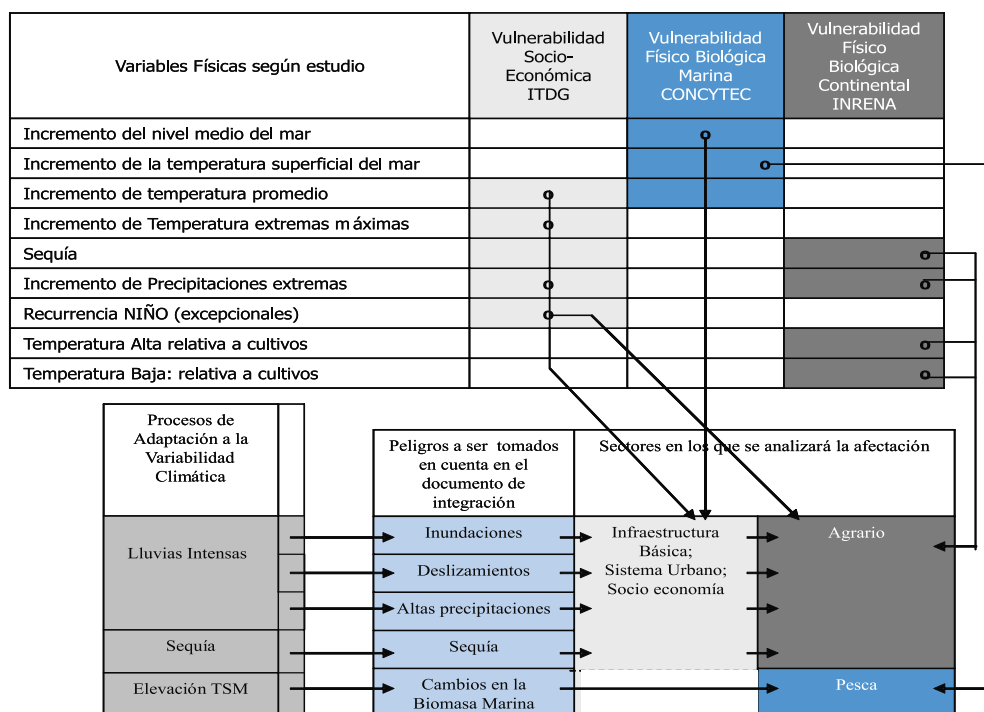 Variables Físicas según estudio
Vulnerabilidad
Socio-
Económica
ITDG
Vulnerabilidad
Físico Biológica
Marina
CONCYTEC
Vulnerabilidad
Físico
Biológica
Continental
INRENA
Incremento del nivel medio del mar
o
Incremento de la temperatura superficial del mar
o
Incremento de temperatura promedio
o
Incremento de Temperatura extremas máximas
o
Sequía
o
Incremento de Precipitaciones extremas
o
o
Recurrencia NIÑO (excepcionales)
o
Temperatura Alta relativa a cultivos
o
Temperatura Baja: relativa a cultivos
o
Procesos de
Adaptación a la
Variabilidad
Climática
Peligros a ser tomados
en cuenta en el
documento de
integración
Sectores en los que se analizará la afectación
Lluvias Intensas
Inundaciones
Deslizamientos
Altas precipitaciones
Infraestructura
Básica;
Sistema Urbano;
Socio economía
Agrario
Sequía
Sequía
Elevación TSM
Cambios en la
Biomasa Marina
Pesca